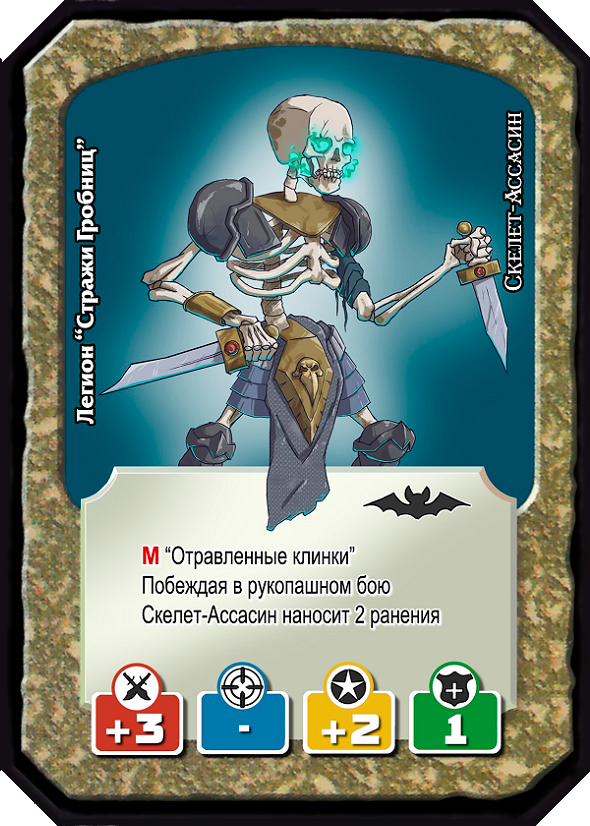 Легион “Стражи Гробниц”
Скелет-Ассасин
М “Отравленные клинки”
Побеждая в рукопашном бою
Скелет-Ассасин наносит 2 ранения
+3 - +2 1